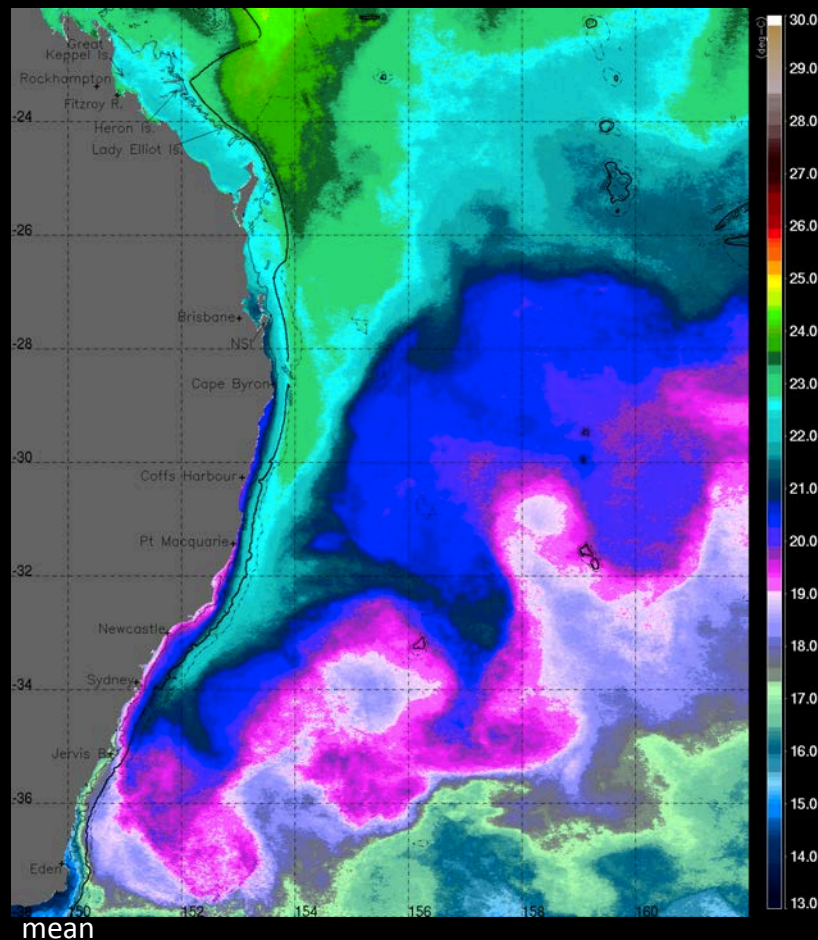 Great
Keppel Is.
Rockhampton
Fitzroy R.
-24
Heron Is.
Lady Elliot Is.
-26
Brisbane
NSI
-28
Cape Byron
-30
Coffs Harbour
Pt Macquarie
-32
Newcastle
-34
Sydney
Jervis B
-36
Eden
-38
150
152
154
156
158
160
mean
(deg-C)
30.0
29.0
28.0
27.0
26.0
25.0
24.0
23.0
22.0
21.0
20.0
19.0
18.0
17.0
16.0
15.0
14.0
13.0